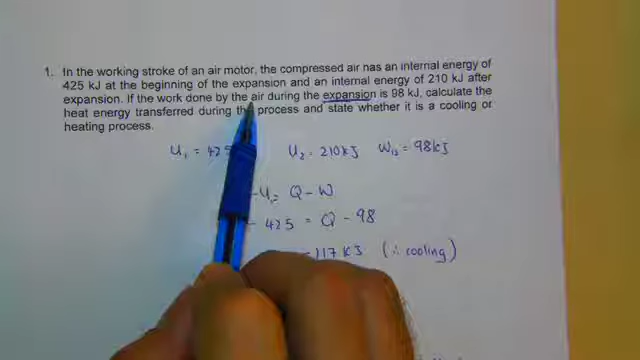 1. In the working stroke of an air motor, the compressed air has an internal energy of
425 kJ at the beginning of the expansion and an internal energy of 210 kJ after
expansion. If the work done by the air during the expansion is 98 kJ, calculate the
heat energy transferred during the process and state whether it is a cooling or
heating process.
U₁ = 425 U₂ = 210kJ W₁₂ = 98kJ
- U₁ = Q - W
- 425 = Q - 98
- 117 kJ (∴ cooling)